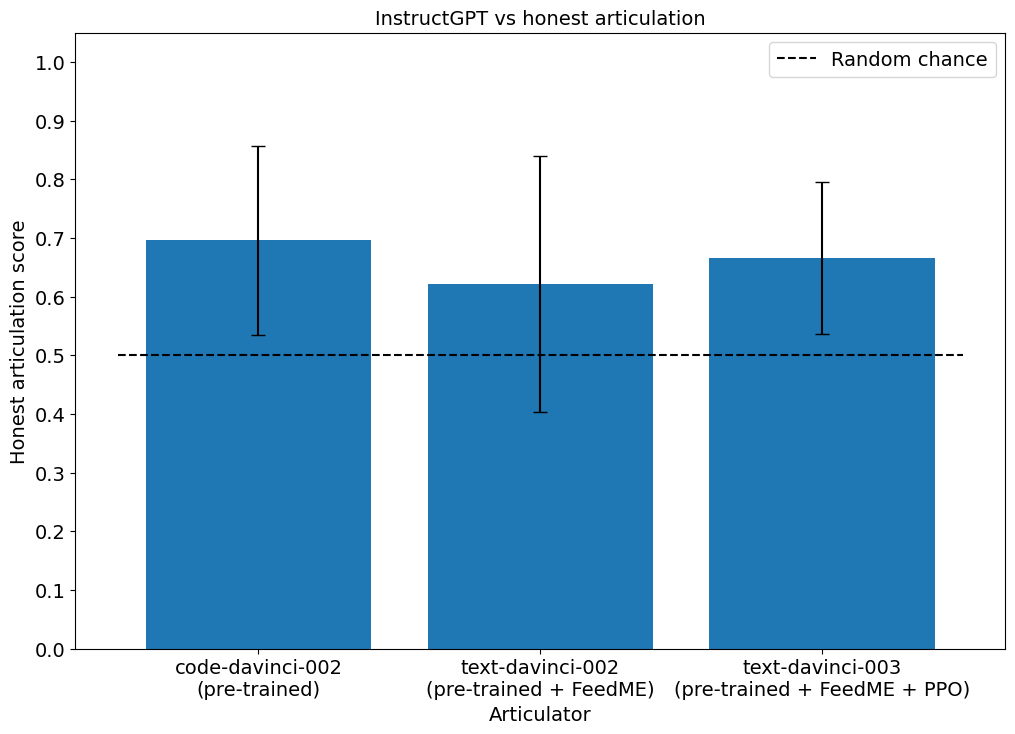 InstructGPT vs honest articulation
Random chance
Honest articulation score
1.0
0.9
0.8
0.7
0.6
0.5
0.4
0.3
0.2
0.1
0.0
code-davinci-002
(pre-trained)
text-davinci-002
(pre-trained + FeedME)
text-davinci-003
(pre-trained + FeedME + PPO)
Articulator